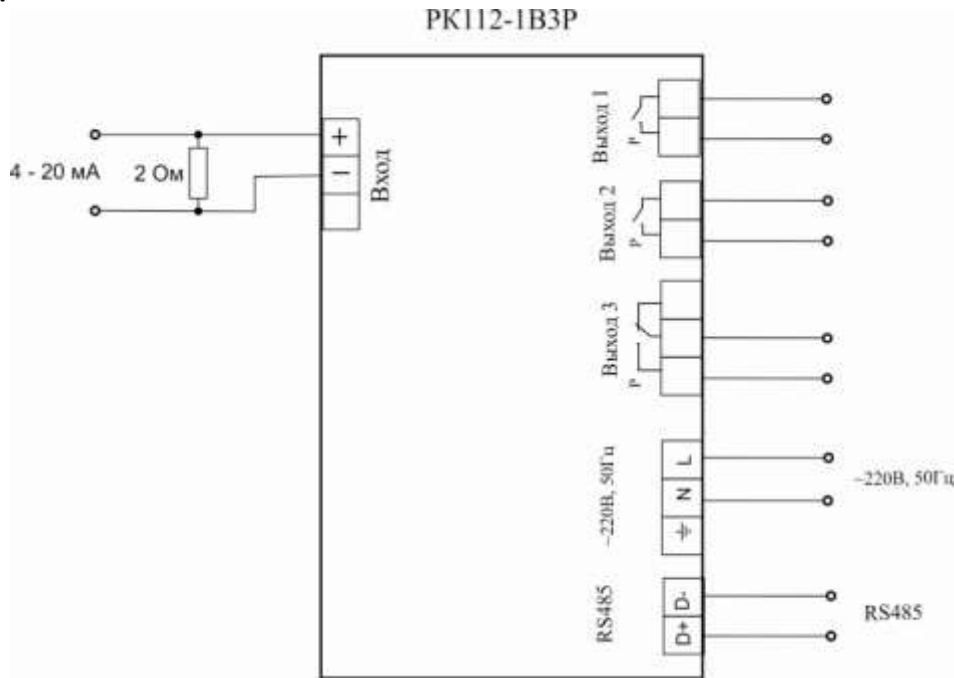 РК112-1В3Р
4 - 20 мА
2 Ом
+
−
Вход
Выход 1
Р
Выход 2
Р
Выход 3
Р
~220В, 50Гц
L
N
~220В, 50Гц
RS485
D-
D+
RS485